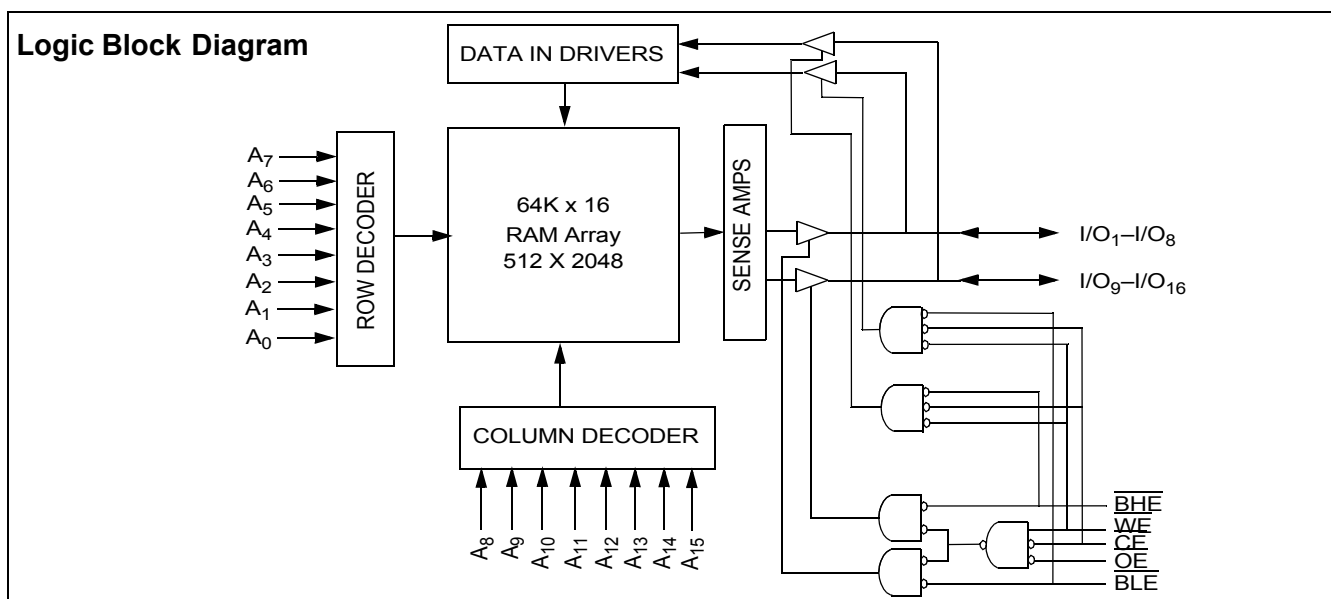 Logic Block Diagram
DATA IN DRIVERS
A7
A6
A5
A4
A3
A2
A1
A0
ROW DECODER
64K x 16
RAM Array
512 X 2048
SENSE AMPS
I/O1–I/O8
I/O9–I/O16
COLUMN DECODER
A8
A9
A10
A11
A12
A13
A14
A15
BHE
WE
CE
OE
BLE